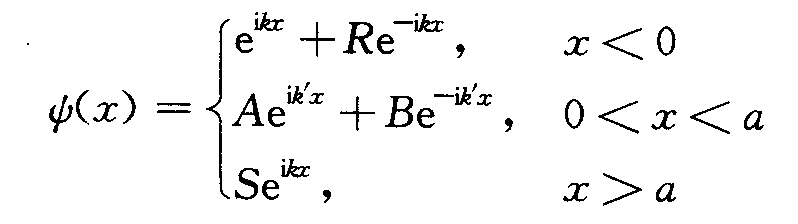 e^{ikx} + Re^{-ikx}, x < 0
ψ(x) = { Ae^{ik'x} + Be^{-ik'x}, 0 < x < a
Se^{ikx}, x > a